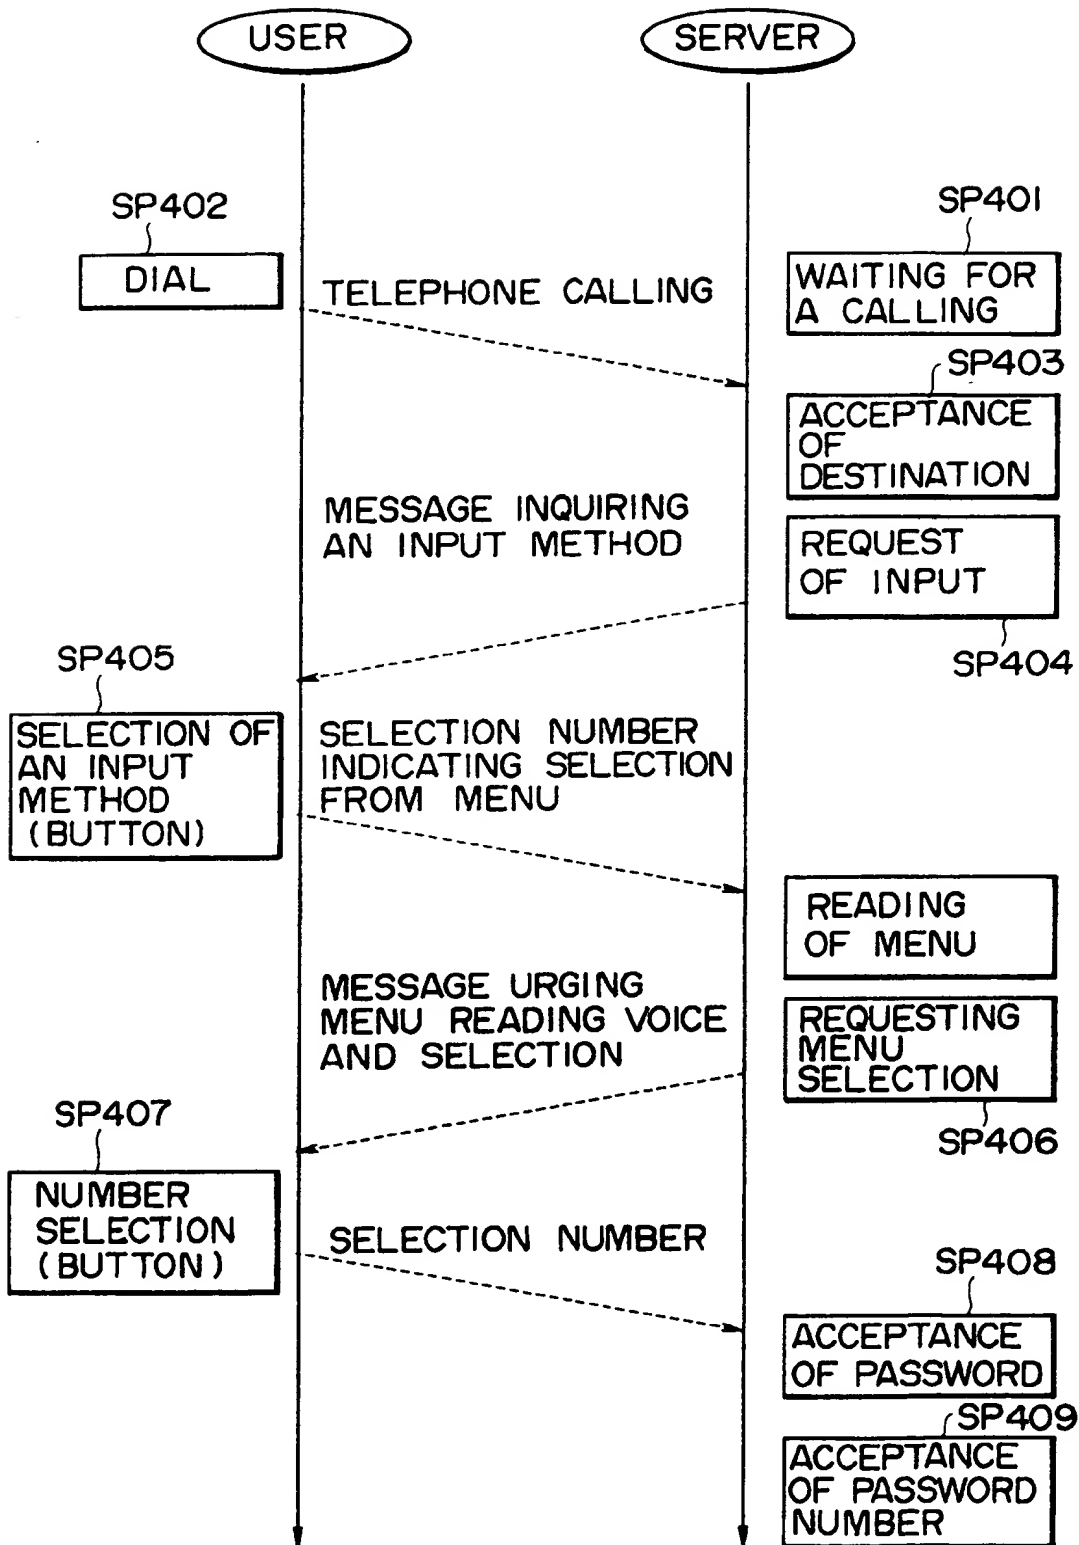 USER
SERVER
SP402
SP401
DIAL
TELEPHONE CALLING
WAITING FOR
A CALLING
SP403
ACCEPTANCE
OF
DESTINATION
MESSAGE INQUIRING
AN INPUT METHOD
REQUEST
OF INPUT
SP404
SP405
SELECTION OF
AN INPUT
METHOD
(BUTTON)
SELECTION NUMBER
INDICATING SELECTION
FROM MENU
READING
OF MENU
MESSAGE URGING
MENU READING VOICE
AND SELECTION
REQUESTING
MENU
SELECTION
SP406
SP407
NUMBER
SELECTION
(BUTTON)
SELECTION NUMBER
SP408
ACCEPTANCE
OF PASSWORD
SP409
ACCEPTANCE
OF PASSWORD
NUMBER